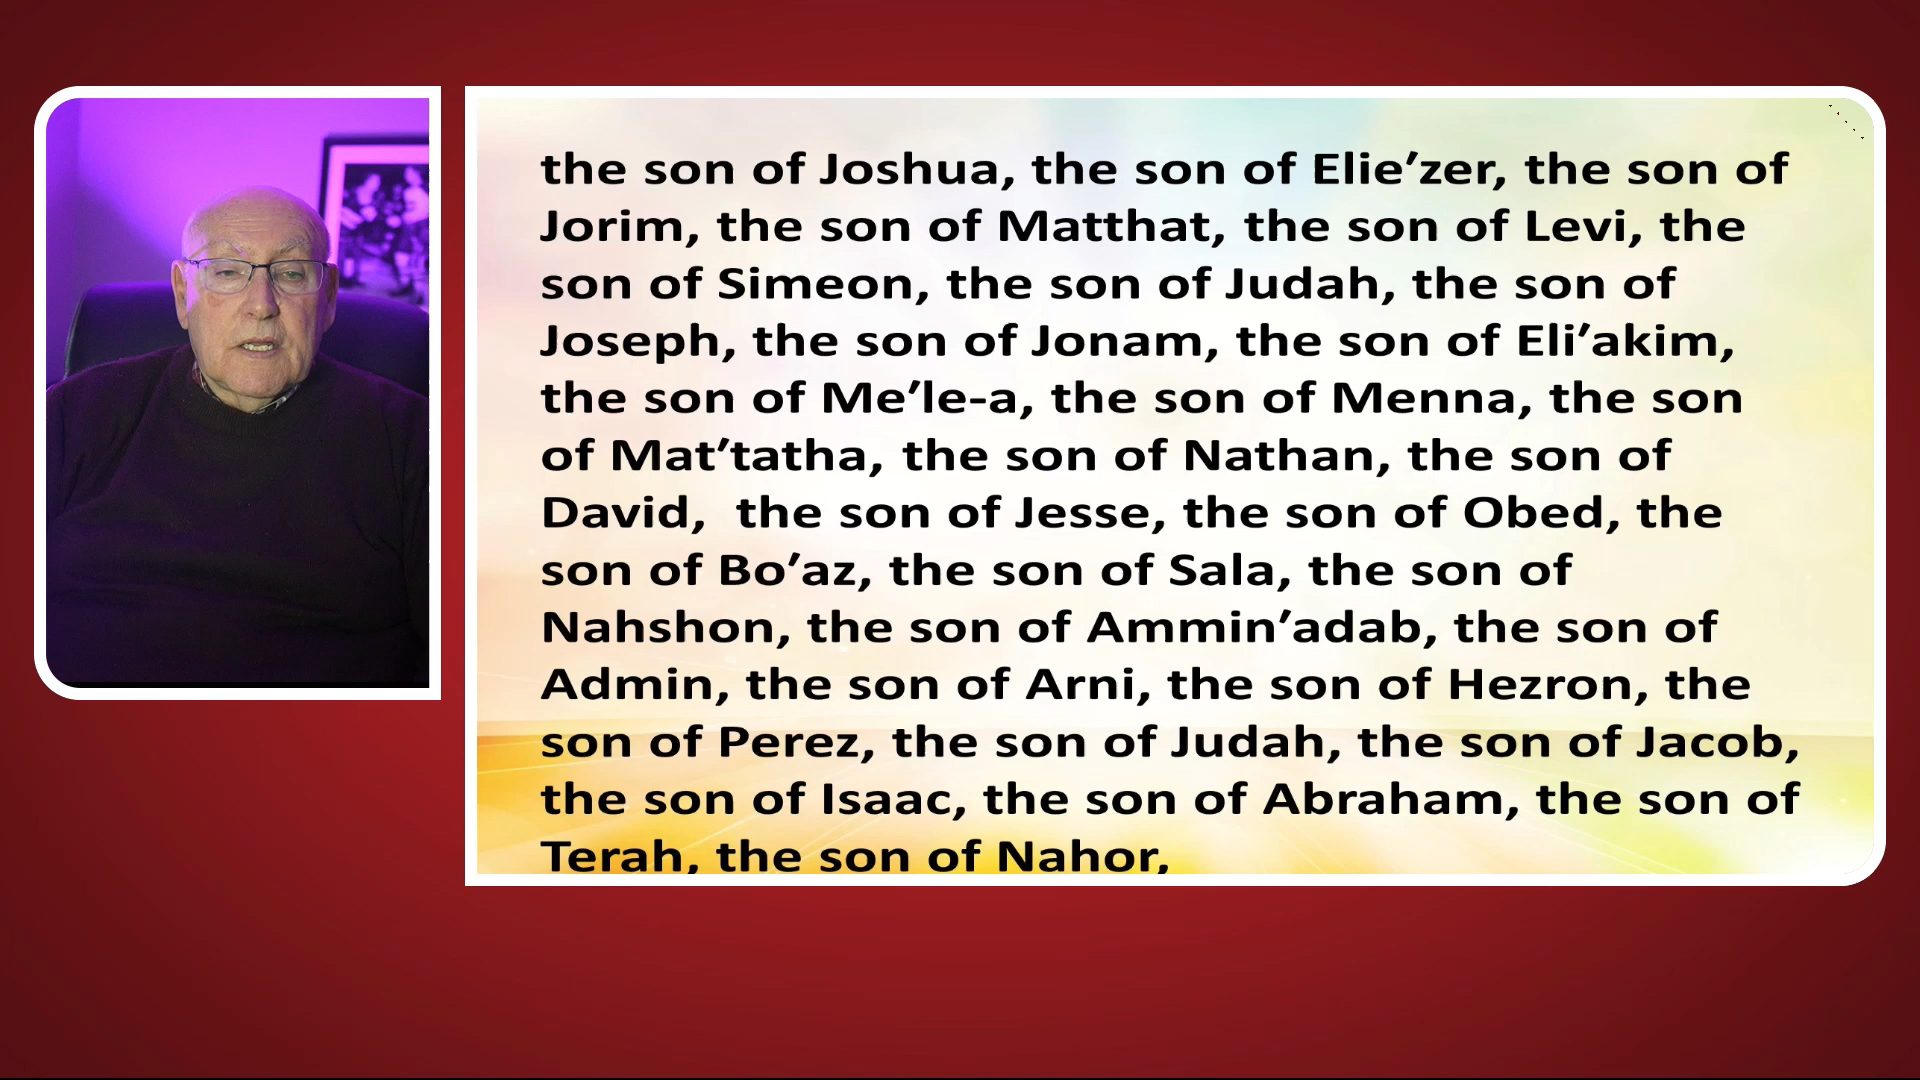 the son of Joshua, the son of Elie′zer, the son of
Jorim, the son of Matthat, the son of Levi, the
son of Simeon, the son of Judah, the son of
Joseph, the son of Jonam, the son of Eli′akim,
the son of Me′le-a, the son of Menna, the son
of Mat′tatha, the son of Nathan, the son of
David,  the son of Jesse, the son of Obed, the
son of Bo′az, the son of Sala, the son of
Nahshon, the son of Ammin′adab, the son of
Admin, the son of Arni, the son of Hezron, the
son of Perez, the son of Judah, the son of Jacob,
the son of Isaac, the son of Abraham, the son of
Terah, the son of Nahor,